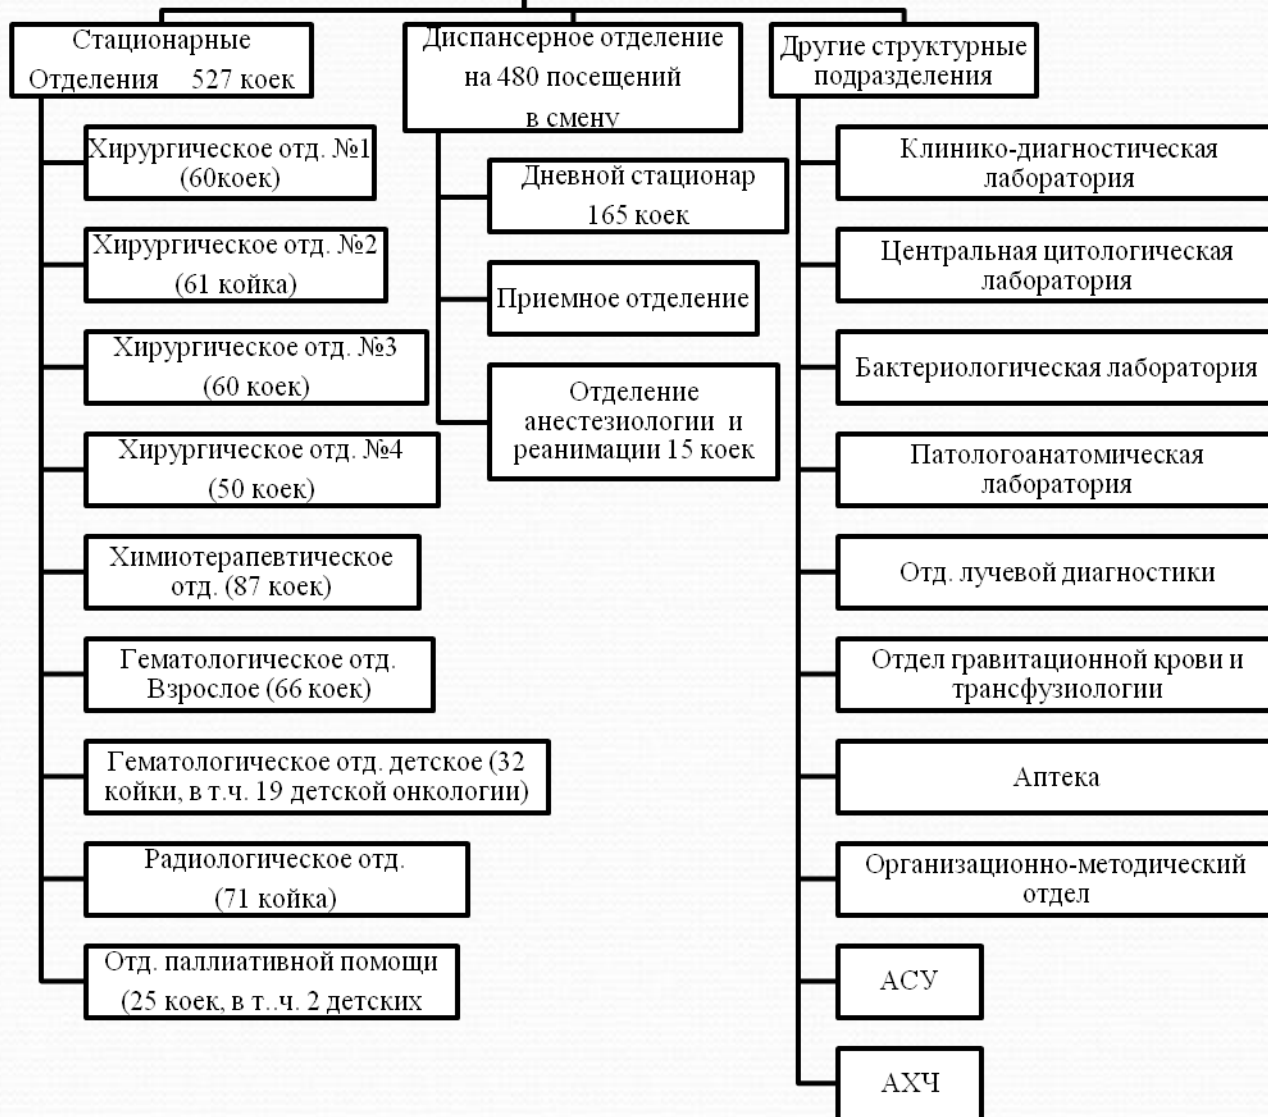 Стационарные
Отделения 527 коек
Хирургическое отд. №1
(60коек)
Хирургическое отд. №2
(61 койка)
Хирургическое отд. №3
(60 коек)
Хирургическое отд. №4
(50 коек)
Химиотерапевтическое
отд. (87 коек)
Гематологическое отд.
Взрослое (66 коек)
Гематологическое отд. детское (32
койки, в т.ч. 19 детской онкологии)
Радиологическое отд.
(71 койка)
Отд. паллиативной помощи
(25 коек, в т..ч. 2 детских
Диспансерное отделение
на 480 посещений
в смену
Дневной стационар
165 коек
Приемное отделение
Отделение
анестезиологии и
реанимации 15 коек
Другие структурные
подразделения
Клинико-диагностическая
лаборатория
Центральная цитологическая
лаборатория
Бактериологическая лаборатория
Патологоанатомическая
лаборатория
Отд. лучевой диагностики
Отдел гравитационной крови и
трансфузиологии
Аптека
Организационно-методический
отдел
АСУ
АХЧ